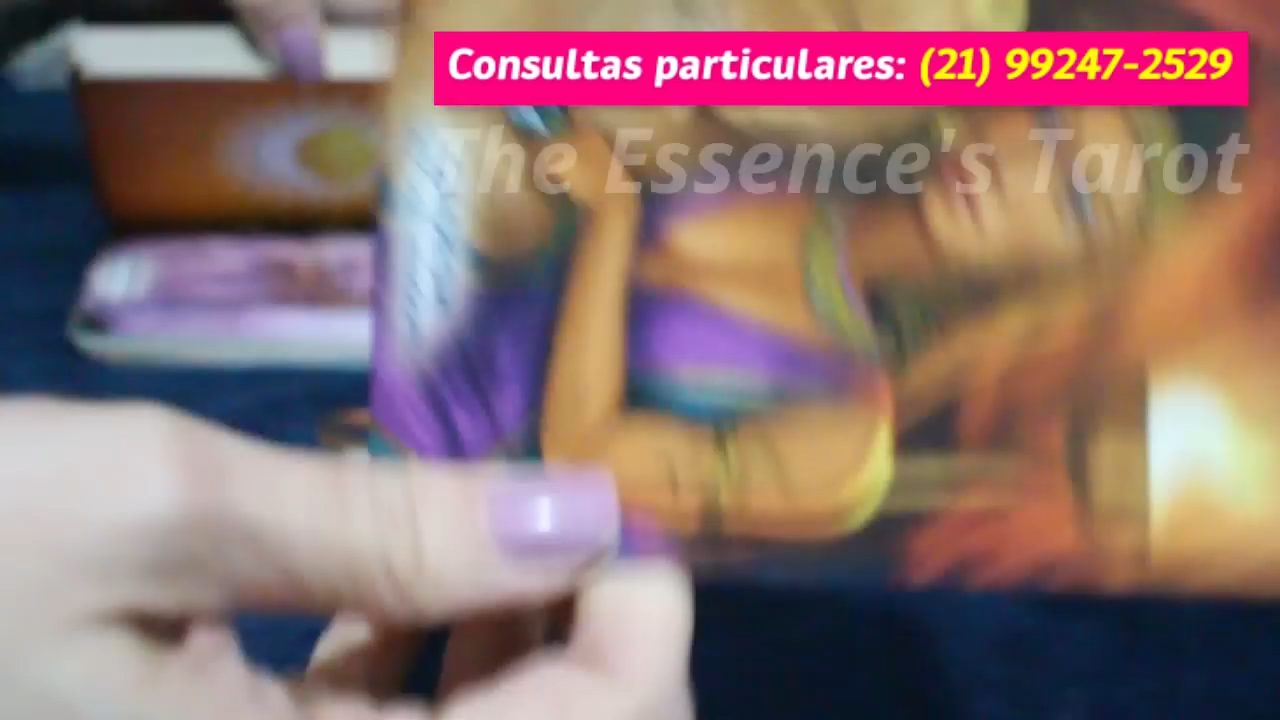 Consultas particulares: (21) 99247-2529
The Essence's Tarot